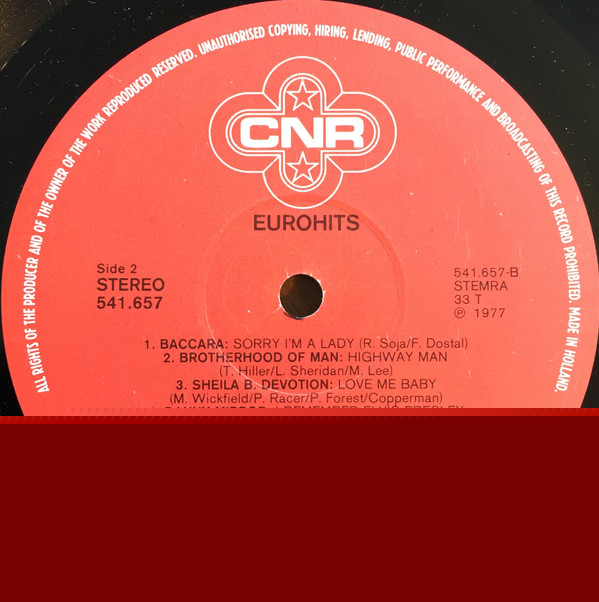 ALL RIGHTS OF THE PRODUCER AND OF THE OWNER OF THE WORK REPRODUCED RESERVED. UNAUTHORISED COPYING, HIRING, LENDING, PUBLIC PERFORMANCE AND BROADCASTING OF THIS RECORD PROHIBITED. MADE IN HOLLAND.
CNR
EUROHITS
Side 2
STEREO
541.657
541.657-B
STEMRA
33 T
℗ 1977
1. BACCARA: SORRY I'M A LADY (R. Soja/F. Dostal)
2. BROTHERHOOD OF MAN: HIGHWAY MAN
(T. Hiller/L. Sheridan/M. Lee)
3. SHEILA B. DEVOTION: LOVE ME BABY
(M. Wickfield/P. Racer/P. Forest/Copperman)
REMEMBER ELVIS PRESLEY